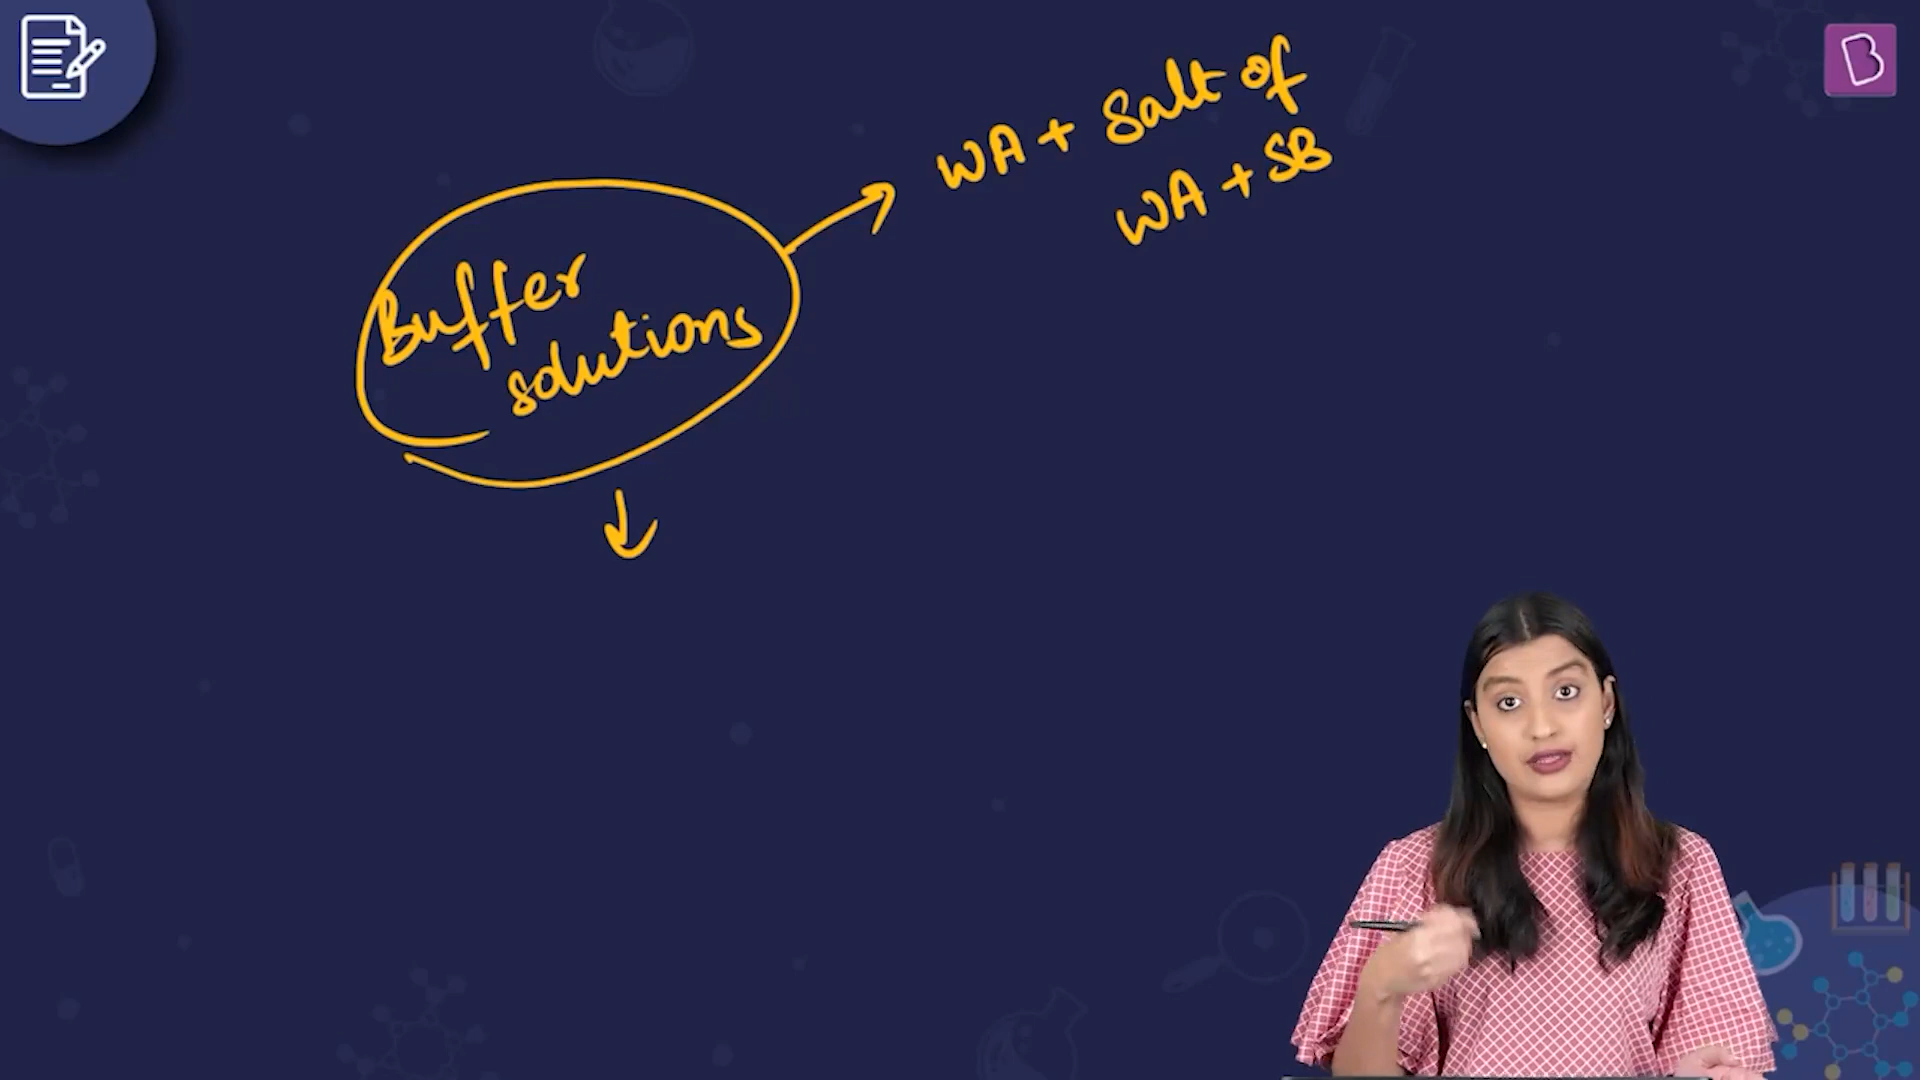 Buffer
solutions
WA + Salt of
WA + SB
B